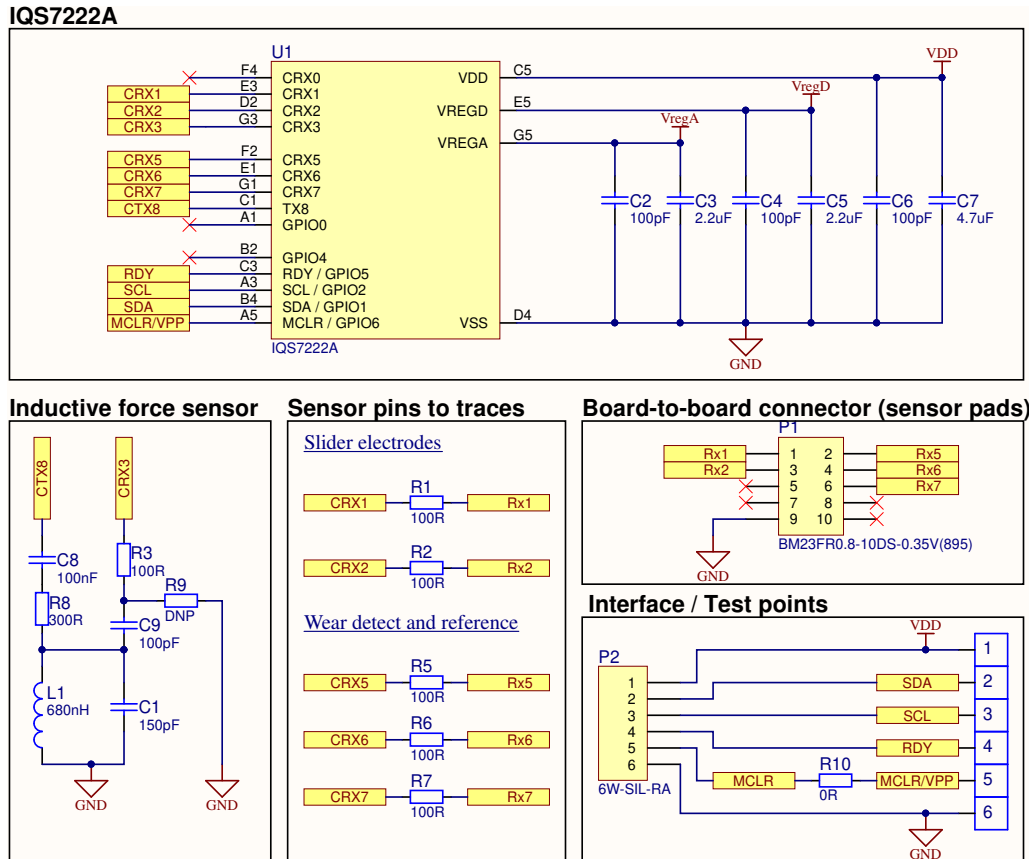 IQS7222A
U1
CRX1
CRX2
CRX3
CRX5
CRX6
CRX7
CTX8
RDY
SCL
SDA
MCLR/VPP
F4
E3
D2
G3
F2
E1
G1
C1
A1
B2
C3
A3
B4
A5
CRX0
CRX1
CRX2
CRX3
CRX5
CRX6
CRX7
TX8
GPIO0
GPIO4
RDY / GPIO5
SCL / GPIO2
SDA / GPIO1
MCLR / GPIO6
VDD
VREGD
VREGA
VSS
IQS7222A
C5
E5
G5
D4
VregA
VregD
VDD
C2
100pF
C3
2.2uF
C4
100pF
C5
2.2uF
C6
100pF
C7
4.7uF
GND
Inductive force sensor
CTX8
CRX3
C8
100nF
R8
300R
R3
100R
R9
DNP
C9
100pF
L1
680nH
C1
150pF
GND
GND
Sensor pins to traces
Slider electrodes
CRX1
R1
100R
Rx1
CRX2
R2
100R
Rx2
Wear detect and reference
CRX5
R5
100R
Rx5
CRX6
R6
100R
Rx6
CRX7
R7
100R
Rx7
Board-to-board connector (sensor pads)
P1
Rx1 1 2 Rx5
Rx2 3 4 Rx6
5 6 Rx7
7 8
9 10
BM23FR0.8-10DS-0.35V(895)
GND
Interface / Test points
P2
1
2
3
4
5
6
6W-SIL-RA
VDD
SDA
SCL
RDY
MCLR
R10
0R
MCLR/VPP
GND
1
2
3
4
5
6